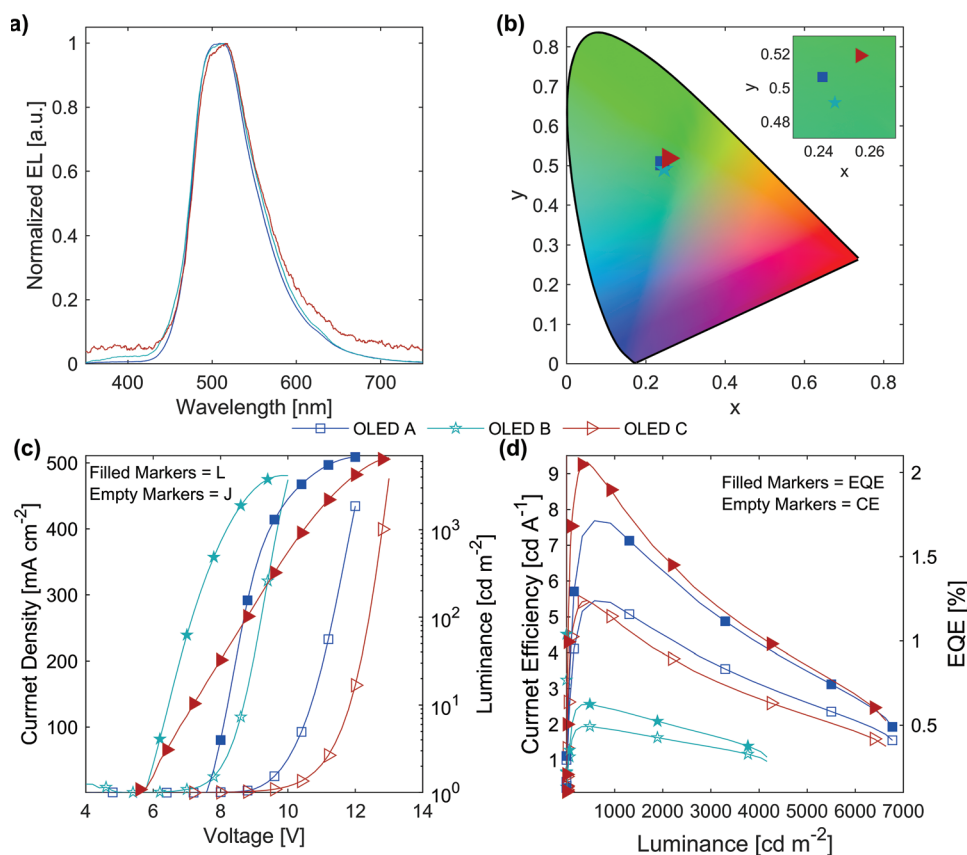 a)
Normalized EL [a.u.]
1
0.8
0.6
0.4
0.2
0
400
500
600
700
Wavelength [nm]
(b)
y
0.8
0.7
0.6
0.5
0.4
0.3
0.2
0.1
0
0
0.2
0.4
0.6
0.8
x
y
0.52
0.5
0.48
0.24
0.26
x
OLED A
OLED B
OLED C
(c)
Filled Markers = L
Empty Markers = J
Currnet Density [mA cm-2]
500
400
300
200
100
4
6
8
10
12
14
Voltage [V]
10³
10²
10¹
10⁰
Luminance [cd m-2]
(d)
Filled Markers = EQE
Empty Markers = CE
Currnet Efficiency [cd A-1]
9
8
7
6
5
4
3
2
1
1000
2000
3000
4000
5000
6000
7000
Luminance [cd m-2]
2
1.5
1
0.5
EQE [%]